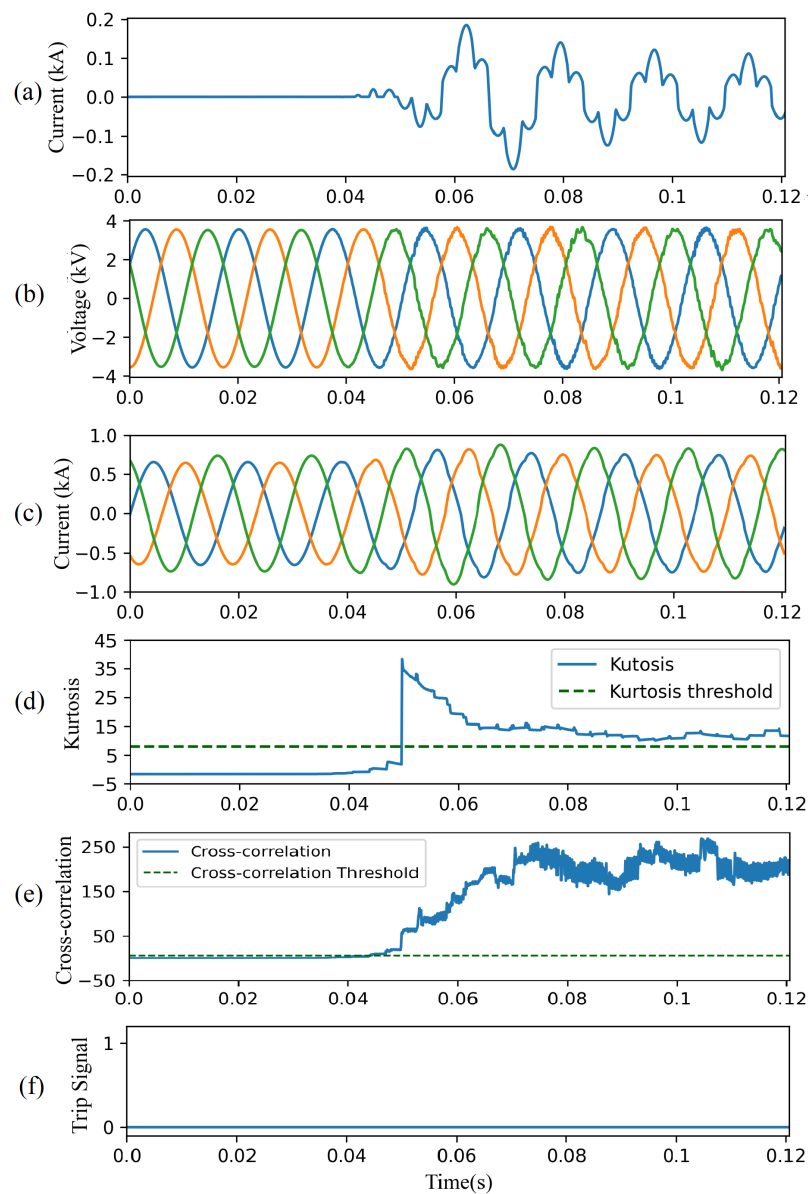 (a)
Current (kA)
0.2
0.1
0.0
−0.1
−0.2
0.0 0.02 0.04 0.06 0.08 0.1 0.12
(b)
Voltage (kV)
4
2
0
−2
−4
0.0 0.02 0.04 0.06 0.08 0.1 0.12
(c)
Current (kA)
1.0
0.5
0.0
−0.5
−1.0
0.0 0.02 0.04 0.06 0.08 0.1 0.12
(d)
Kurtosis
45
35
25
15
5
−5
Kutosis
Kurtosis threshold
0.0 0.02 0.04 0.06 0.08 0.1 0.12
(e)
Cross-correlation
250
150
50
−50
Cross-correlation
Cross-correlation Threshold
0.0 0.02 0.04 0.06 0.08 0.1 0.12
(f)
Trip Signal
1
0
0.0 0.02 0.04 0.06 0.08 0.1 0.12
Time(s)